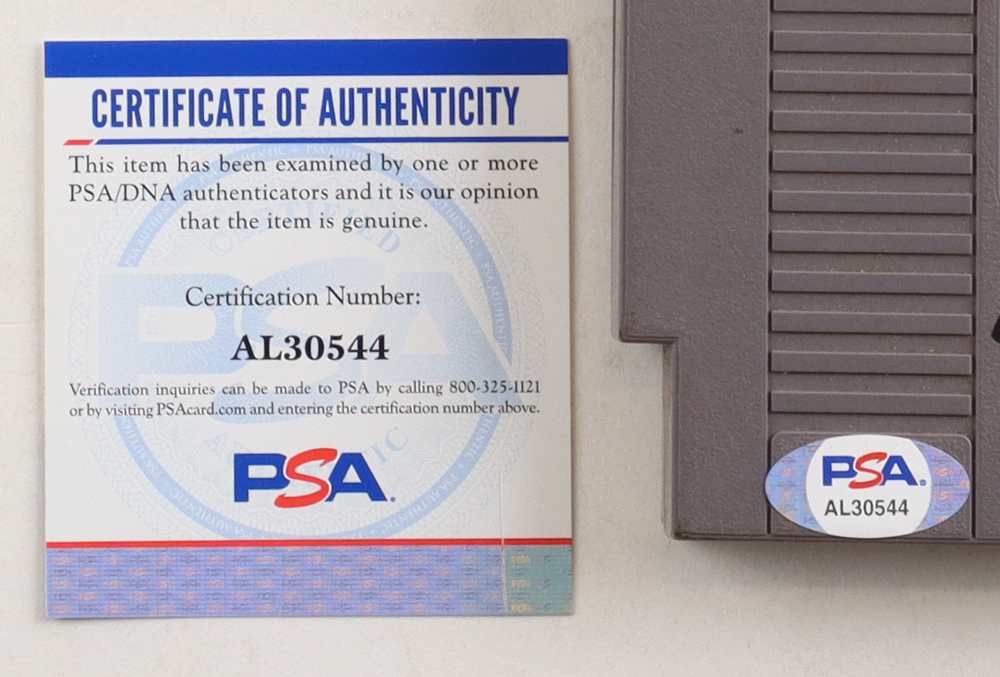 CERTIFICATE OF AUTHENTICITY
This item has been examined by one or more
PSA/DNA authenticators and it is our opinion
that the item is genuine.
CERTIFIED
PSA
Certification Number:
AL30544
Verification inquiries can be made to PSA by calling 800-325-1121
or by visiting PSAcard.com and entering the certification number above.
PSA.
PSA.
AL30544